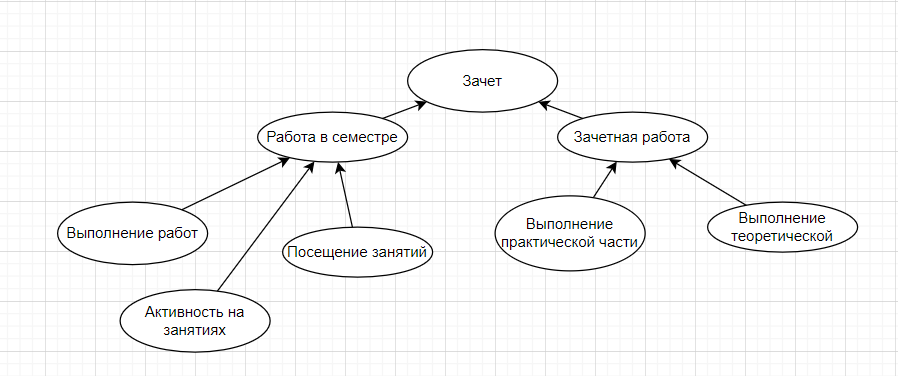 Зачет
Работа в семестре
Зачетная работа
Выполнение работ
Посещение занятий
Выполнение
практической части
Выполнение
теоретической
Активность на
занятиях